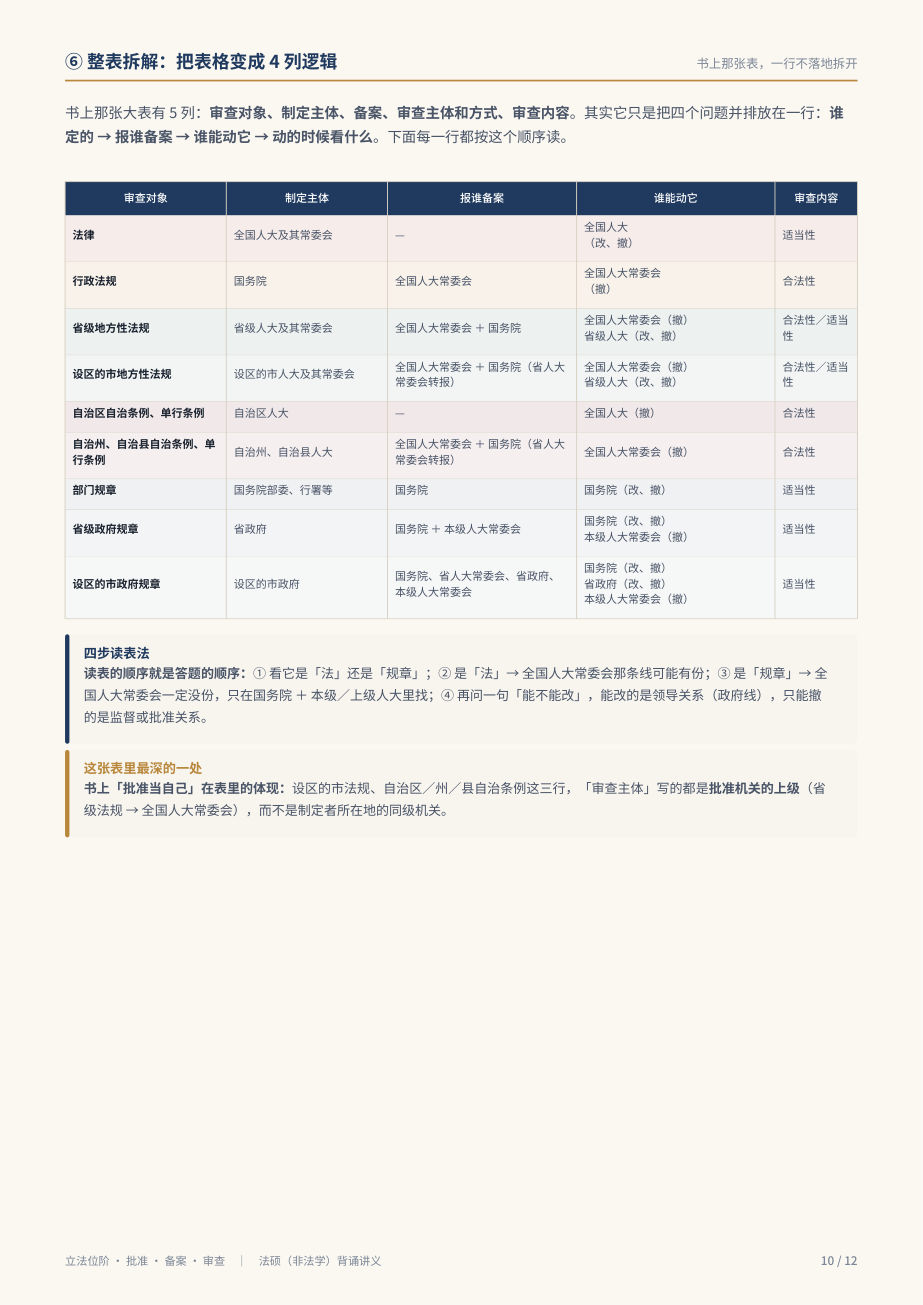 ⑥ 整表拆解：把表格变成 4 列逻辑
书上那张表，一行不落地拆开
书上那张大表有 5 列：审查对象、制定主体、备案、审查主体和方式、审查内容。其实它只是把四个问题并排放在一行：谁
定的 → 报谁备案 → 谁能动它 → 动的时候看什么。下面每一行都按这个顺序读。
审查对象 制定主体 报谁备案 谁能动它 审查内容
法律 全国人大及其常委会 — 全国人大
（改、撤） 适当性
行政法规 国务院 全国人大常委会 全国人大常委会
（撤） 合法性
省级地方性法规 省级人大及其常委会 全国人大常委会 + 国务院 全国人大常委会（撤）
省级人大（改、撤） 合法性／适当
性
设区的市地方性法规 设区的市人大及其常委会 全国人大常委会 + 国务院（省人大
常委会转报） 全国人大常委会（撤）
省级人大（改、撤） 合法性／适当
性
自治区自治条例、单行条例 自治区人大 — 全国人大（撤） 合法性
自治州、自治县自治条例、单
行条例 自治州、自治县人大 全国人大常委会 + 国务院（省人大
常委会转报） 全国人大常委会（撤） 合法性
部门规章 国务院部委、行署等 国务院 国务院（改、撤） 适当性
省级政府规章 省政府 国务院 + 本级人大常委会 国务院（改、撤）
本级人大常委会（撤） 适当性
设区的市政府规章 设区的市政府 国务院、省人大常委会、省政府、
本级人大常委会 国务院（改、撤）
省政府（改、撤）
本级人大常委会（撤） 适当性
四步读表法
读表的顺序就是答题的顺序：① 看它是「法」还是「规章」；② 是「法」→ 全国人大常委会那条线可能有份；③ 是「规章」→ 全
国人大常委会一定没份，只在国务院 + 本级／上级人大里找；④ 再问一句「能不能改」，能改的是领导关系（政府线），只能撤
的是监督或批准关系。
这张表里最深的一处
书上「批准当自己」在表里的体现：设区的市法规、自治区／州／县自治条例这三行，「审查主体」写的都是批准机关的上级（省
级法规 → 全国人大常委会），而不是制定者所在地的同级机关。
立法位阶 · 批准 · 备案 · 审查 ｜ 法硕（非法学）背诵讲义
10 / 12